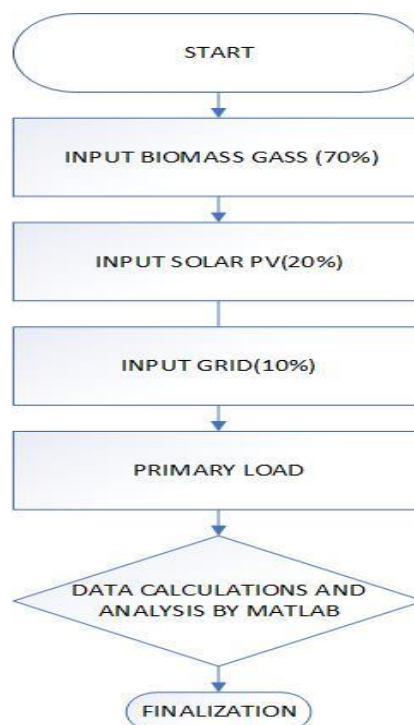 START
INPUT BIOMASS GASS (70%)
INPUT SOLAR PV(20%)
INPUT GRID(10%)
PRIMARY LOAD
DATA CALCULATIONS AND
ANALYSIS BY MATLAB
FINALIZATION